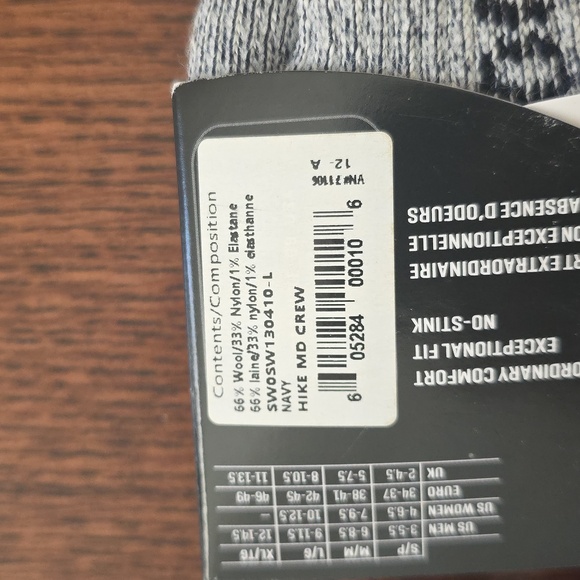 Contents/Composition
66% Wool/33% Nylon/1% Elastane
66% laine/33% nylon/1% elasthanne
SW0SW130410-L
NAVY
HIKE MD CREW
6 05284 00010 6
VN#71106
12- A
ORDINARY COMFORT
EXCEPTIONAL FIT
NO-STINK
RT EXTRAORDINAIRE
ON EXCEPTIONNELLE
ABSENCE D'ODEURS
S/P M/M L/G XL/TG
US MEN 3-5.5 6-8.5 9-11.5 12-14.5
US WOMEN 4-6.5 7-9.5 10-12.5 –
EURO 34-37 38-41 42-45 46-49
UK 2-4.5 5-7.5 8-10.5 11-13.5